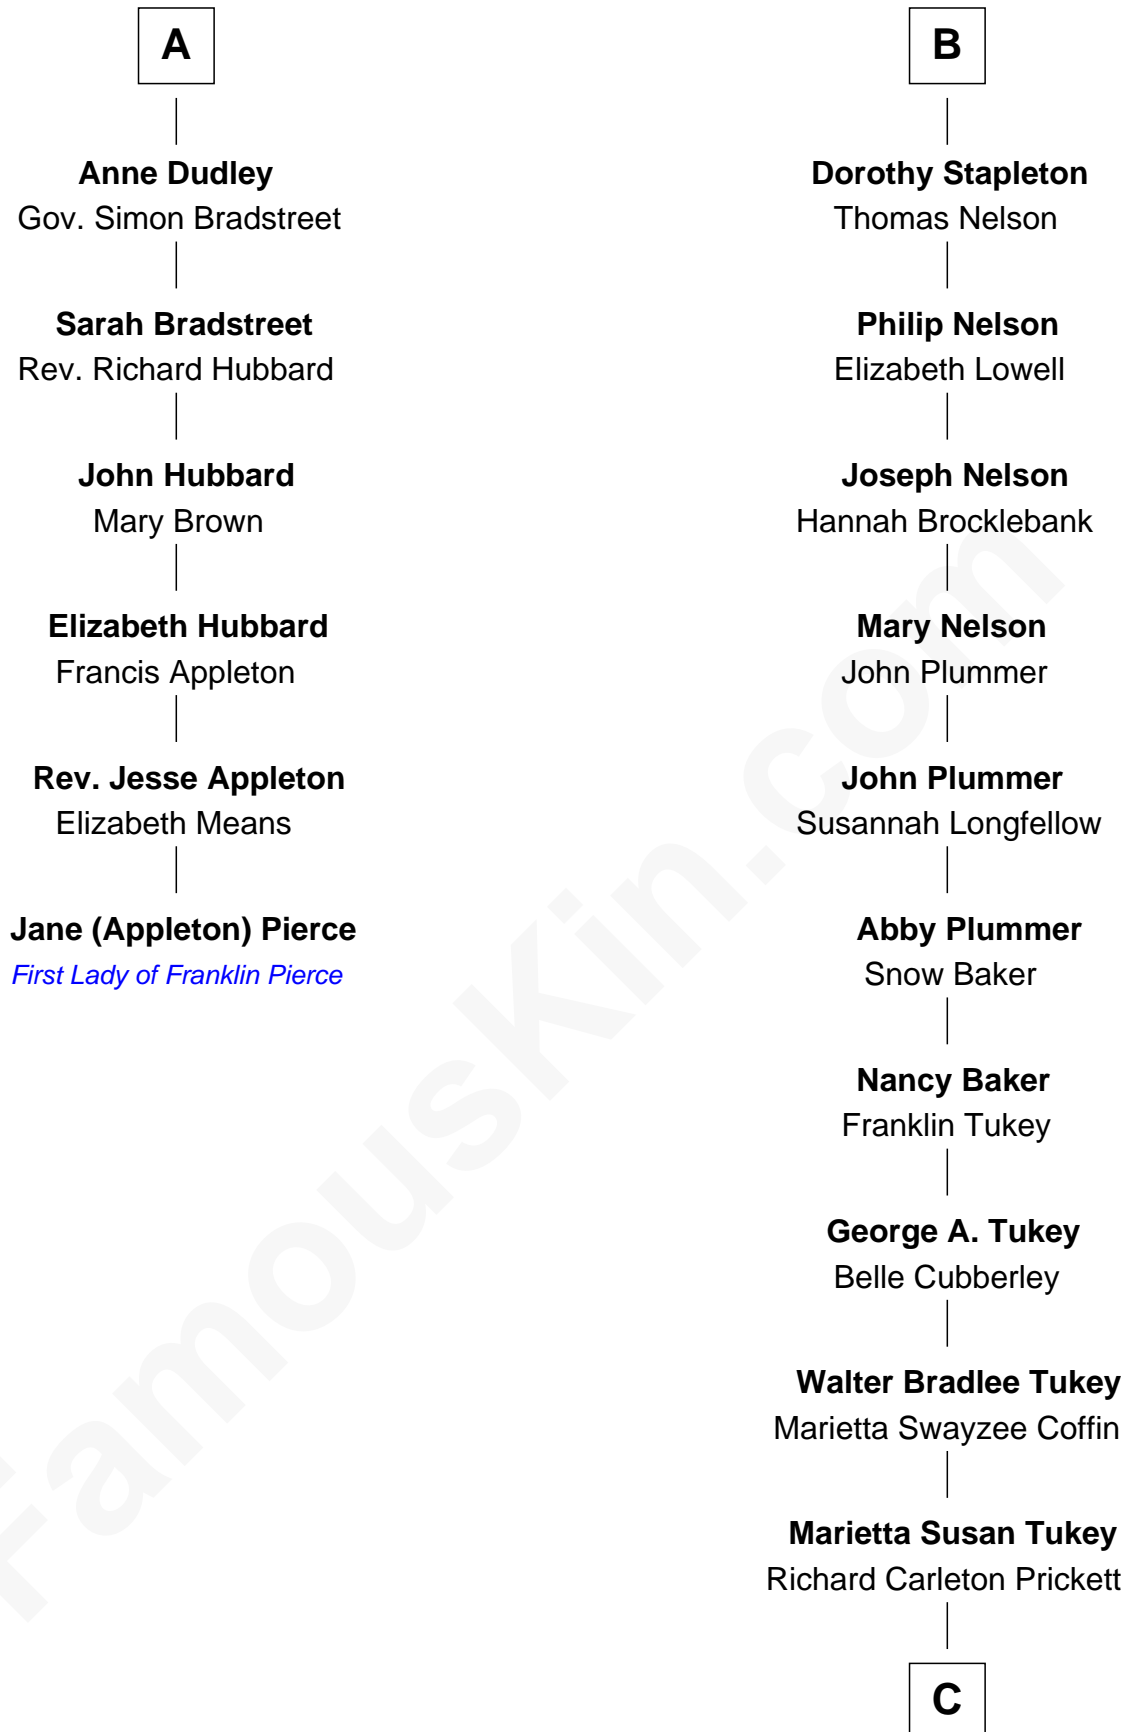 A
Anne Dudley
Gov. Simon Bradstreet
Sarah Bradstreet
Rev. Richard Hubbard
John Hubbard
Mary Brown
Elizabeth Hubbard
Francis Appleton
Rev. Jesse Appleton
Elizabeth Means
Jane (Appleton) Pierce
First Lady of Franklin Pierce
B
Dorothy Stapleton
Thomas Nelson
Philip Nelson
Elizabeth Lowell
Joseph Nelson
Hannah Brocklebank
Mary Nelson
John Plummer
John Plummer
Susannah Longfellow
Abby Plummer
Snow Baker
Nancy Baker
Franklin Tukey
George A. Tukey
Belle Cubberley
Walter Bradlee Tukey
Marietta Swayzee Coffin
Marietta Susan Tukey
Richard Carleton Prickett
C
FamousKin.com